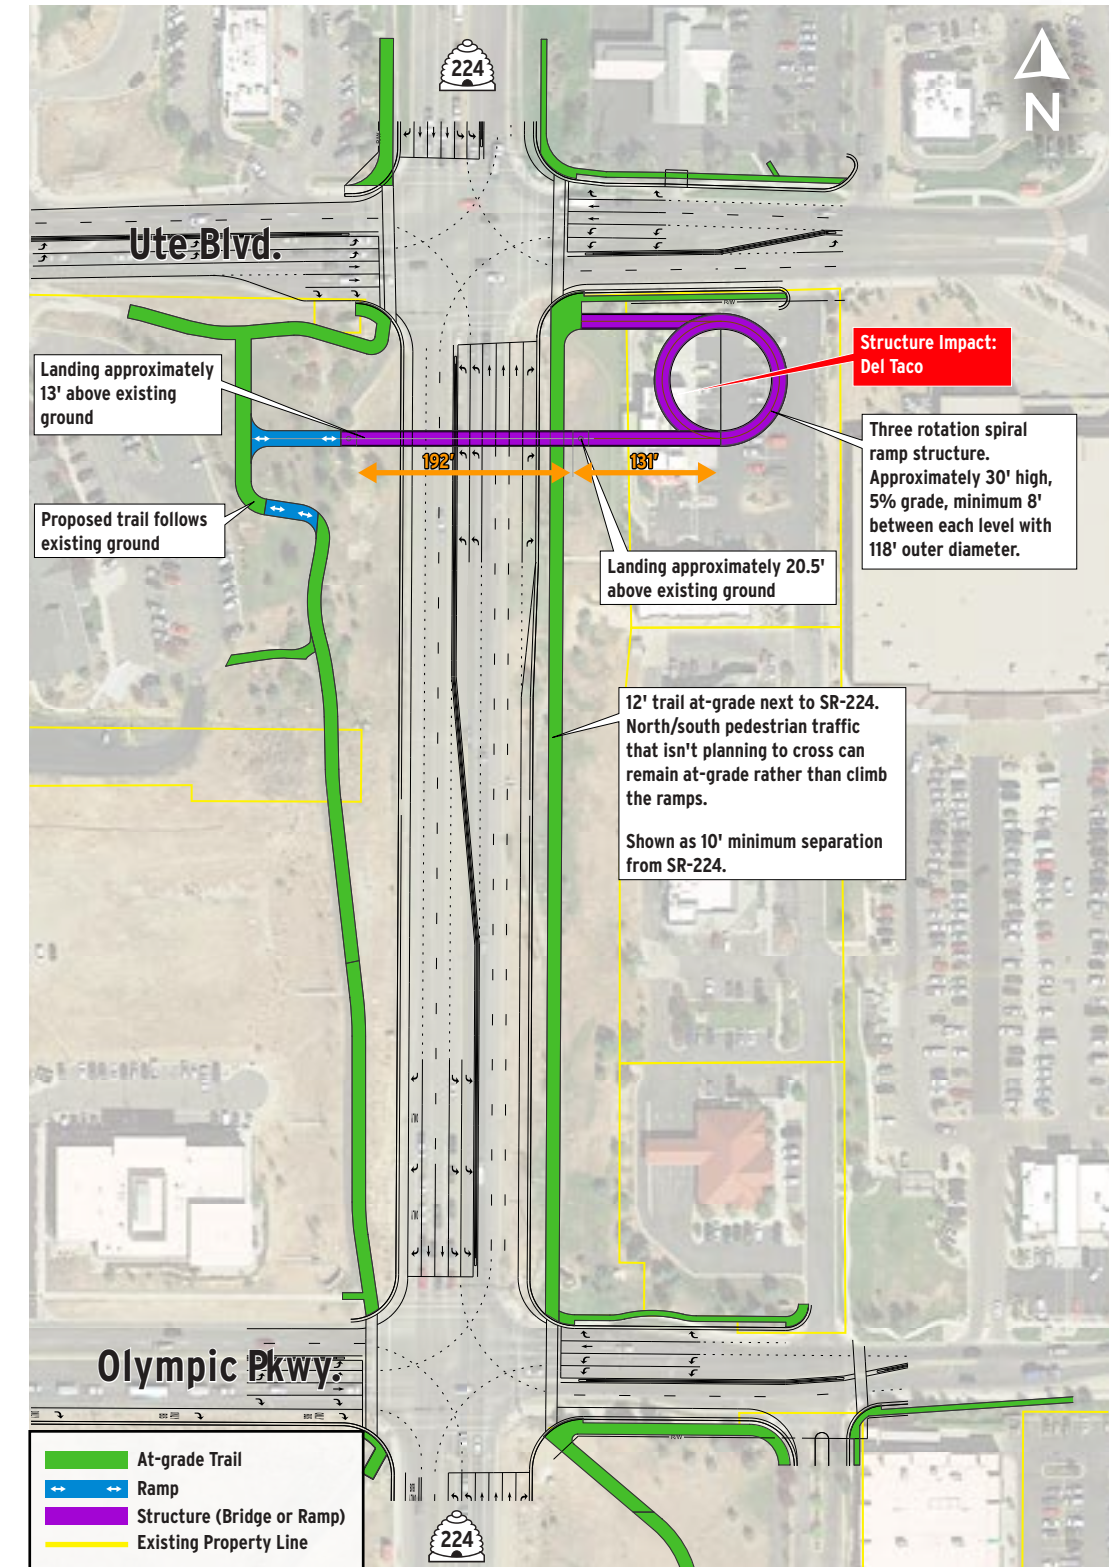 224
N
Ute Blvd.
Structure Impact:
Del Taco
Landing approximately
13' above existing
ground
Three rotation spiral
ramp structure.
Approximately 30' high,
5% grade, minimum 8'
between each level with
118' outer diameter.
192'
131'
Proposed trail follows
existing ground
Landing approximately 20.5'
above existing ground
12' trail at-grade next to SR-224.
North/south pedestrian traffic
that isn't planning to cross can
remain at-grade rather than climb
the ramps.
Shown as 10' minimum separation
from SR-224.
Olympic Pkwy.
At-grade Trail
Ramp
Structure (Bridge or Ramp)
Existing Property Line
224